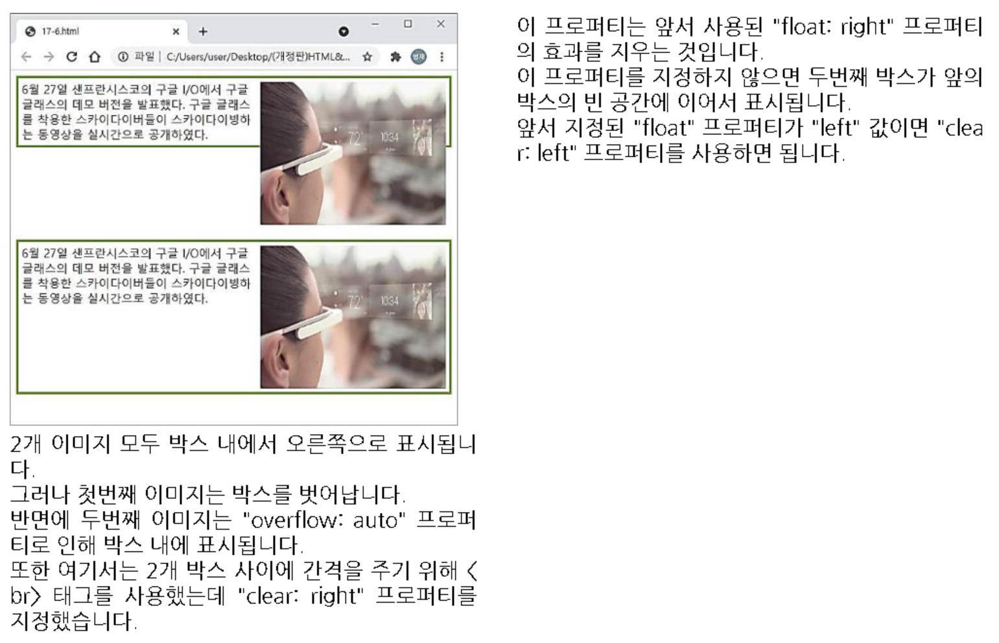 17-6.html
파일 | C:/Users/user/Desktop/(개정판)HTML&...
범재
6월 27일 샌프란시스코의 구글 I/O에서 구글
글래스의 데모 버전을 발표했다. 구글 글래스
를 착용한 스카이다이버들이 스카이다이빙하
는 동영상을 실시간으로 공개하였다.
72°
10:34
6월 27일 샌프란시스코의 구글 I/O에서 구글
글래스의 데모 버전을 발표했다. 구글 글래스
를 착용한 스카이다이버들이 스카이다이빙하
는 동영상을 실시간으로 공개하였다.
72°
10:34
2개 이미지 모두 박스 내에서 오른쪽으로 표시됩니
다.
그러나 첫번째 이미지는 박스를 벗어납니다.
반면에 두번째 이미지는 "overflow: auto" 프로퍼
티로 인해 박스 내에 표시됩니다.
또한 여기서는 2개 박스 사이에 간격을 주기 위해 <
br> 태그를 사용했는데 "clear: right" 프로퍼티를
지정했습니다.
이 프로퍼티는 앞서 사용된 "float: right" 프로퍼티
의 효과를 지우는 것입니다.
이 프로퍼티를 지정하지 않으면 두번째 박스가 앞의
박스의 빈 공간에 이어서 표시됩니다.
앞서 지정된 "float" 프로퍼티가 "left" 값이면 "clea
r: left" 프로퍼티를 사용하면 됩니다.